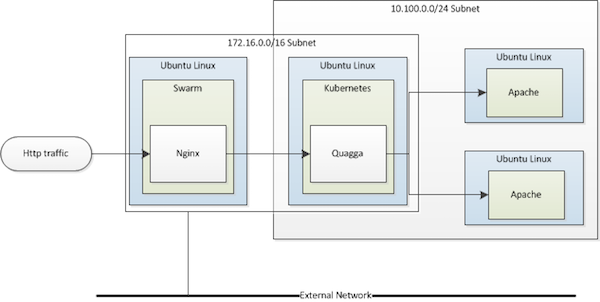 10.100.0.0/24 Subnet
172.16.0.0/16 Subnet
Ubuntu Linux
Ubuntu Linux
Ubuntu Linux
Swarm
Kubernetes
Apache
Http traffic
Nginx
Quagga
Ubuntu Linux
Apache
External Network